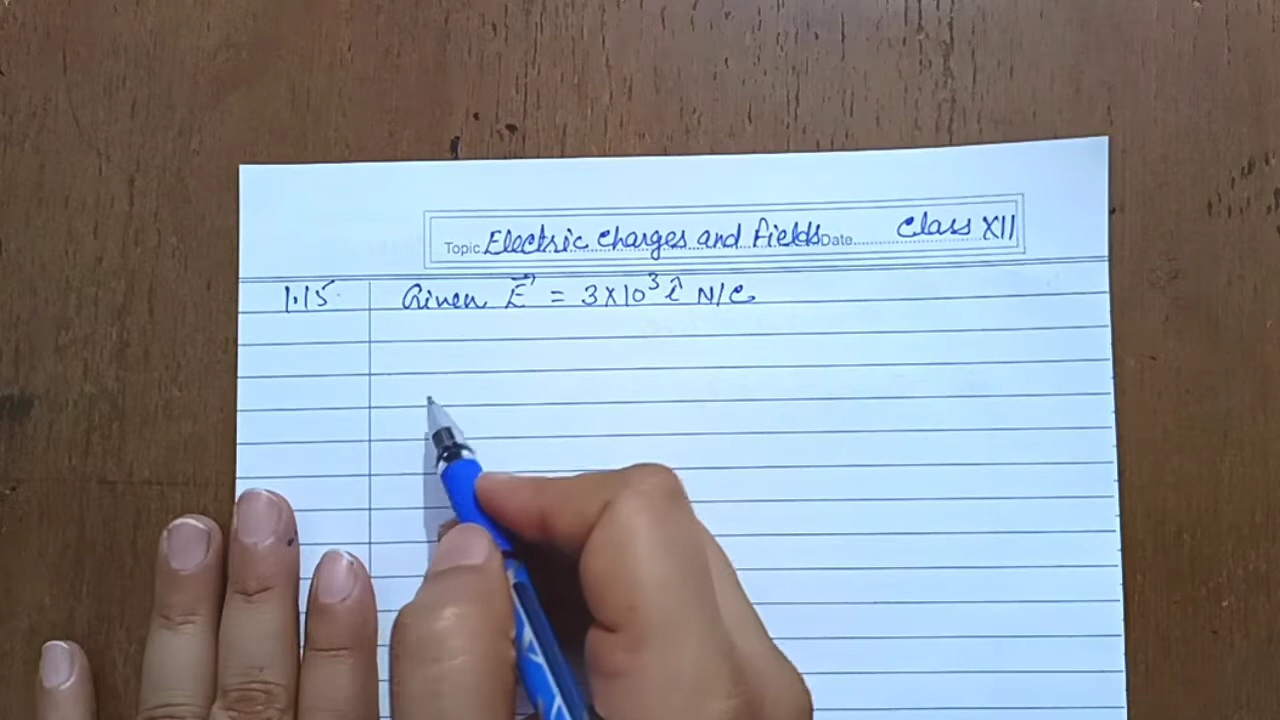 Topic Electric Charges and Fields Date Class XII
1.15. Given E⃗ = 3×10³ î N/C